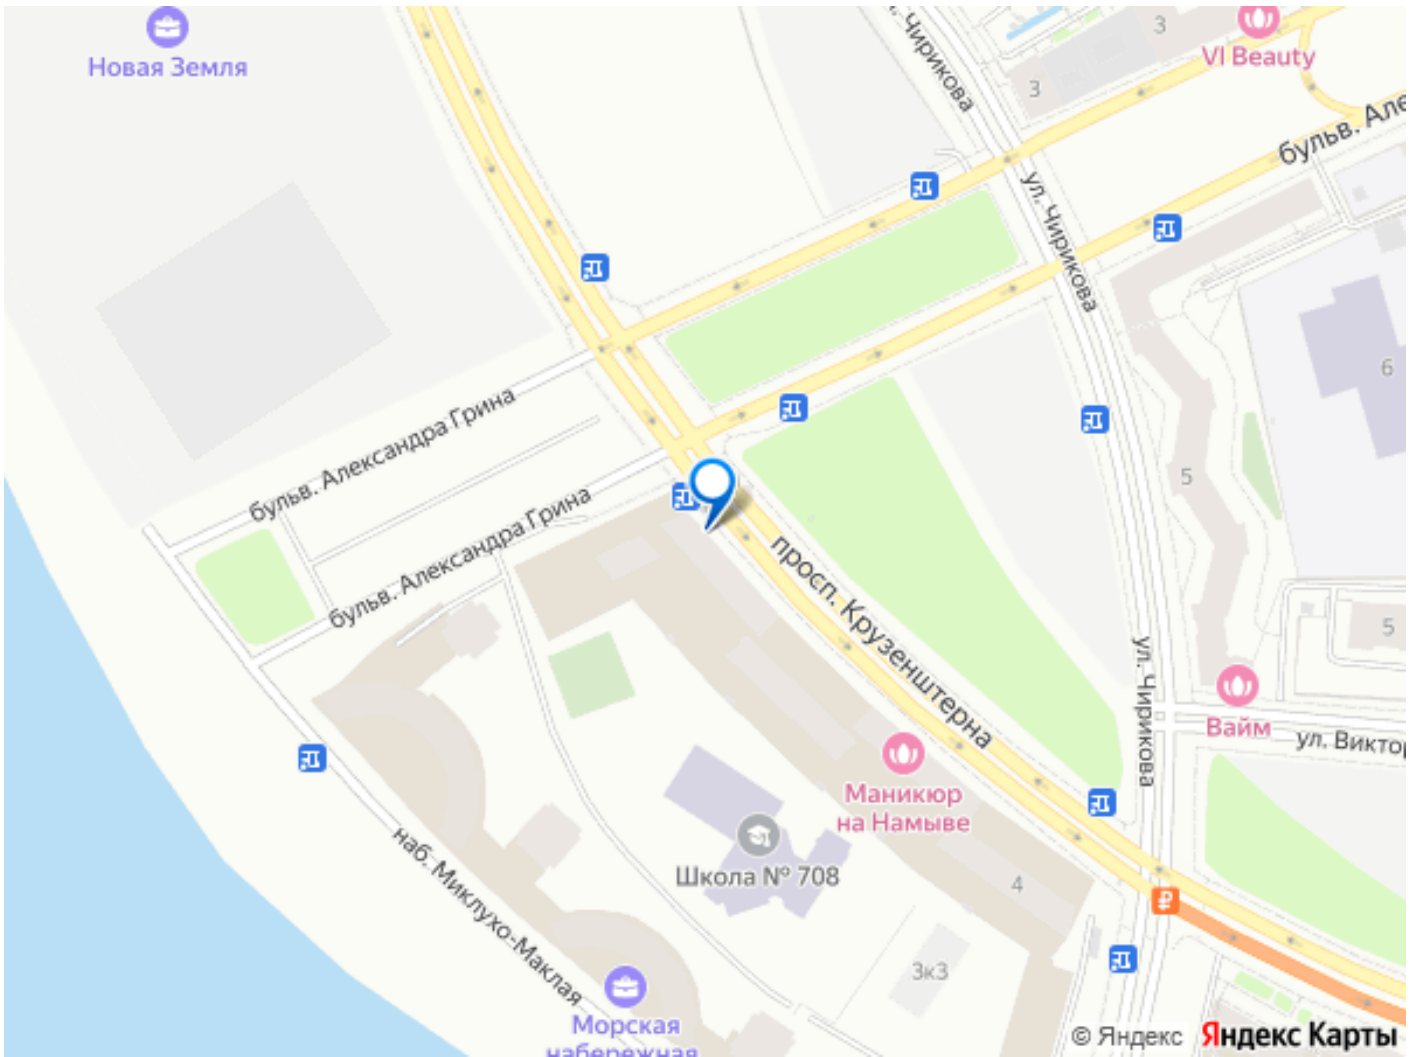 Новая Земля
ул. Чирикова
3
3
VI Beauty
бульв. Але
ул. Чирикова
6
бульв. Александра Грина
бульв. Александра Грина
5
просп. Крузенштерна
5
ул. Чирикова
Вайм
ул. Виктор
Маникюр
на Намыве
Школа № 708
4
наб. Миклухо-Маклая
3к3
₽
Морская
набережная
© Яндекс Яндекс Карты